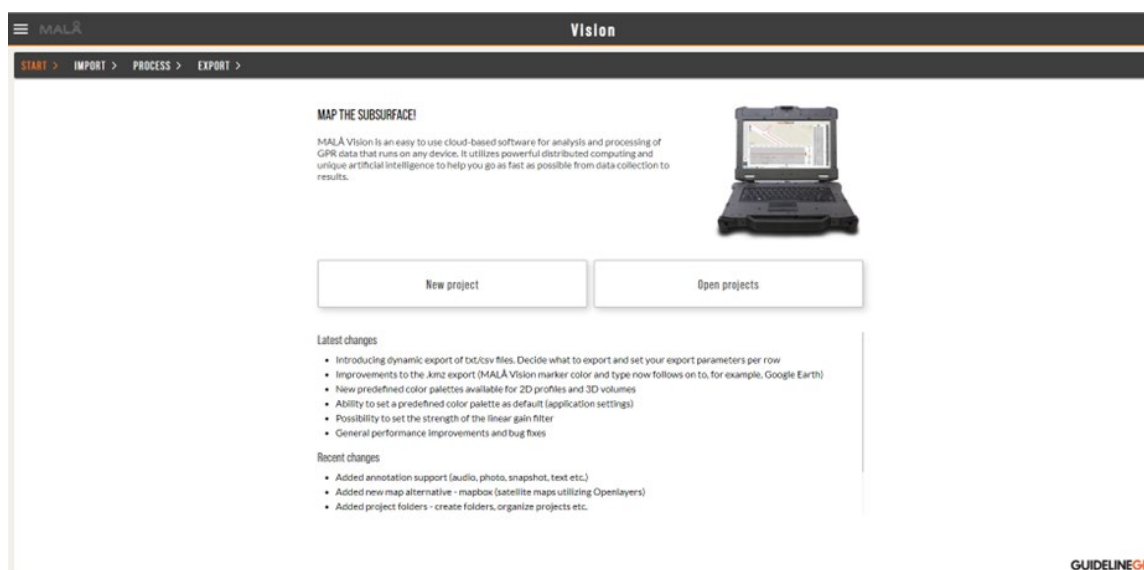 MALÅ
Vision
START > IMPORT > PROCESS > EXPORT >
MAP THE SUBSURFACE!
MALÅ Vision is an easy to use cloud-based software for analysis and processing of
GPR data that runs on any device. It utilizes powerful distributed computing and
unique artificial intelligence to help you go as fast as possible from data collection to
results.
New project
Open projects
Latest changes
• Introducing dynamic export of txt/csv files. Decide what to export and set your export parameters per row
• Improvements to the .kmz export (MALÅ Vision marker color and type now follows on to, for example, Google Earth)
• New predefined color palettes available for 2D profiles and 3D volumes
• Ability to set a predefined color palette as default (application settings)
• Possibility to set the strength of the linear gain filter
• General performance improvements and bug fixes
Recent changes
• Added annotation support (audio, photo, snapshot, text etc.)
• Added new map alternative - mapbox (satellite maps utilizing Openlayers)
• Added project folders - create folders, organize projects etc.
GUIDELINEG